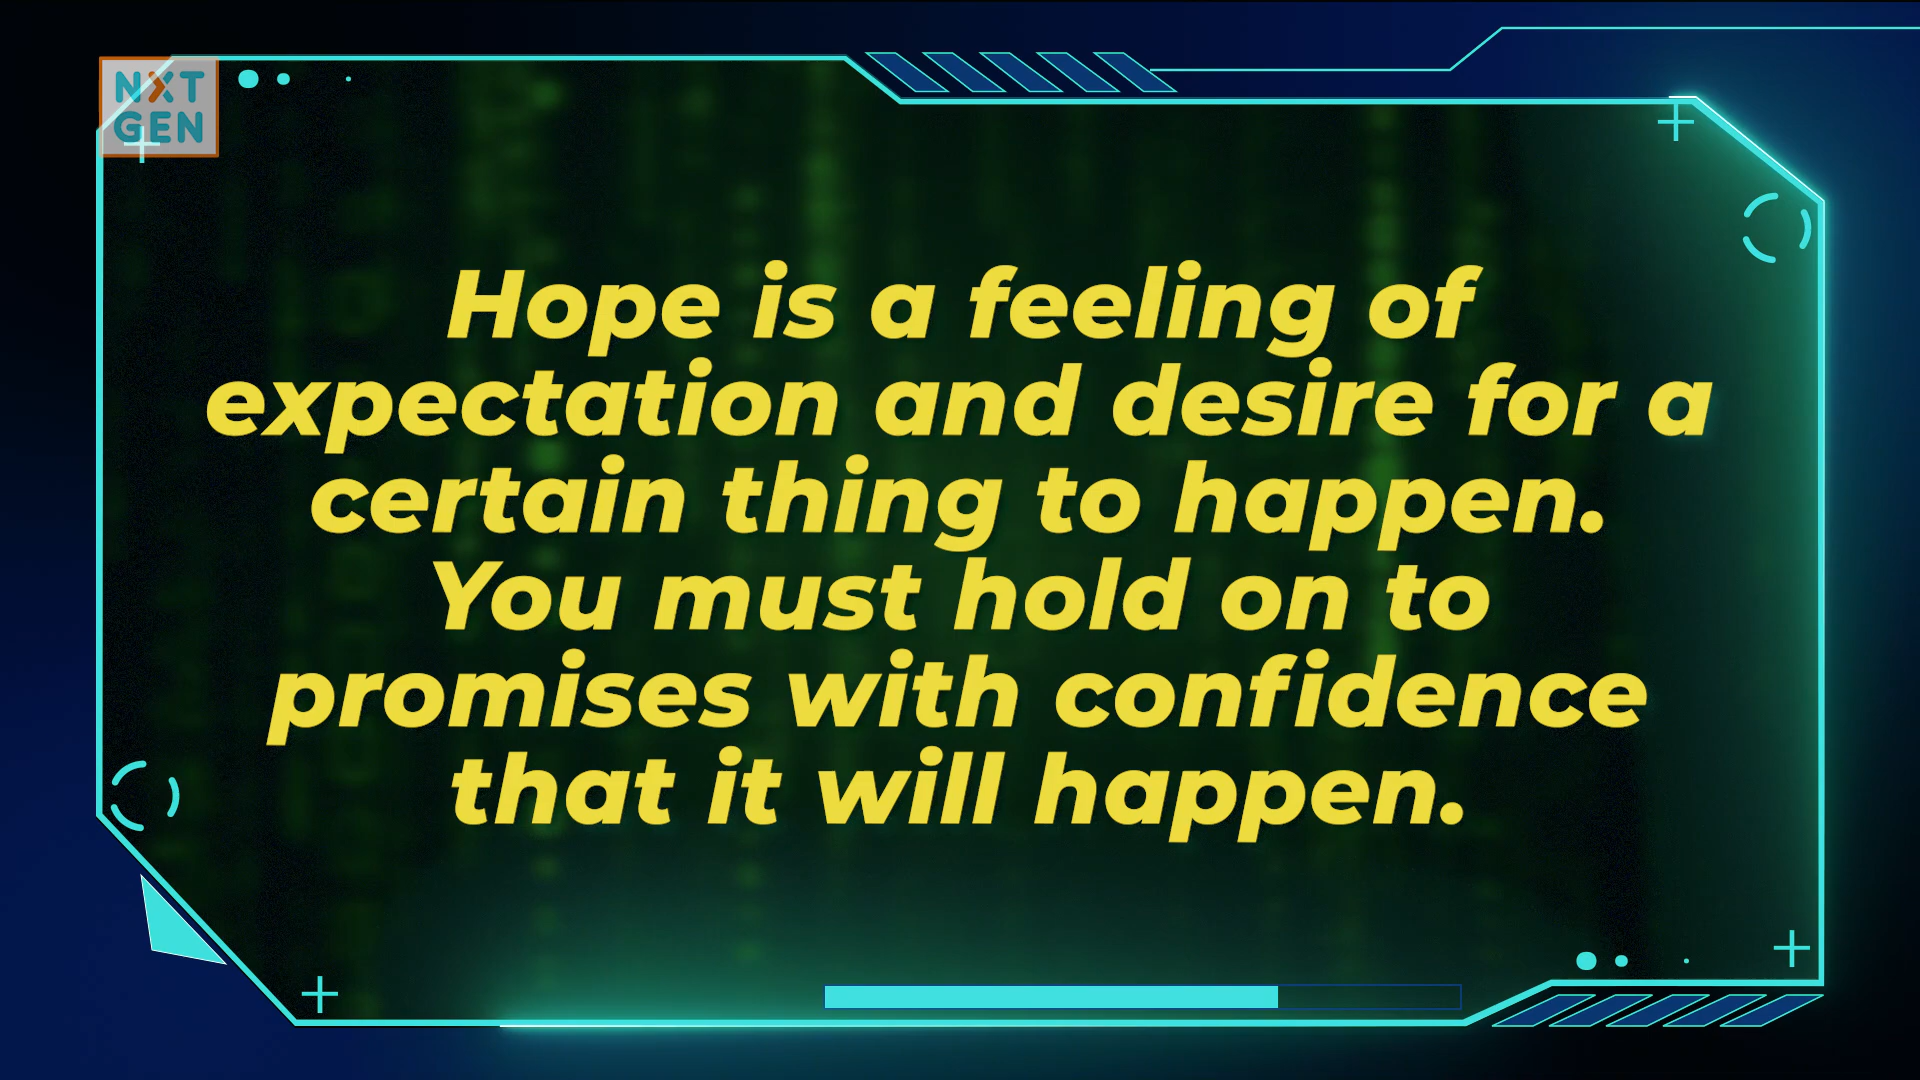 NXT
GEN
Hope is a feeling of
expectation and desire for a
certain thing to happen.
You must hold on to
promises with confidence
that it will happen.